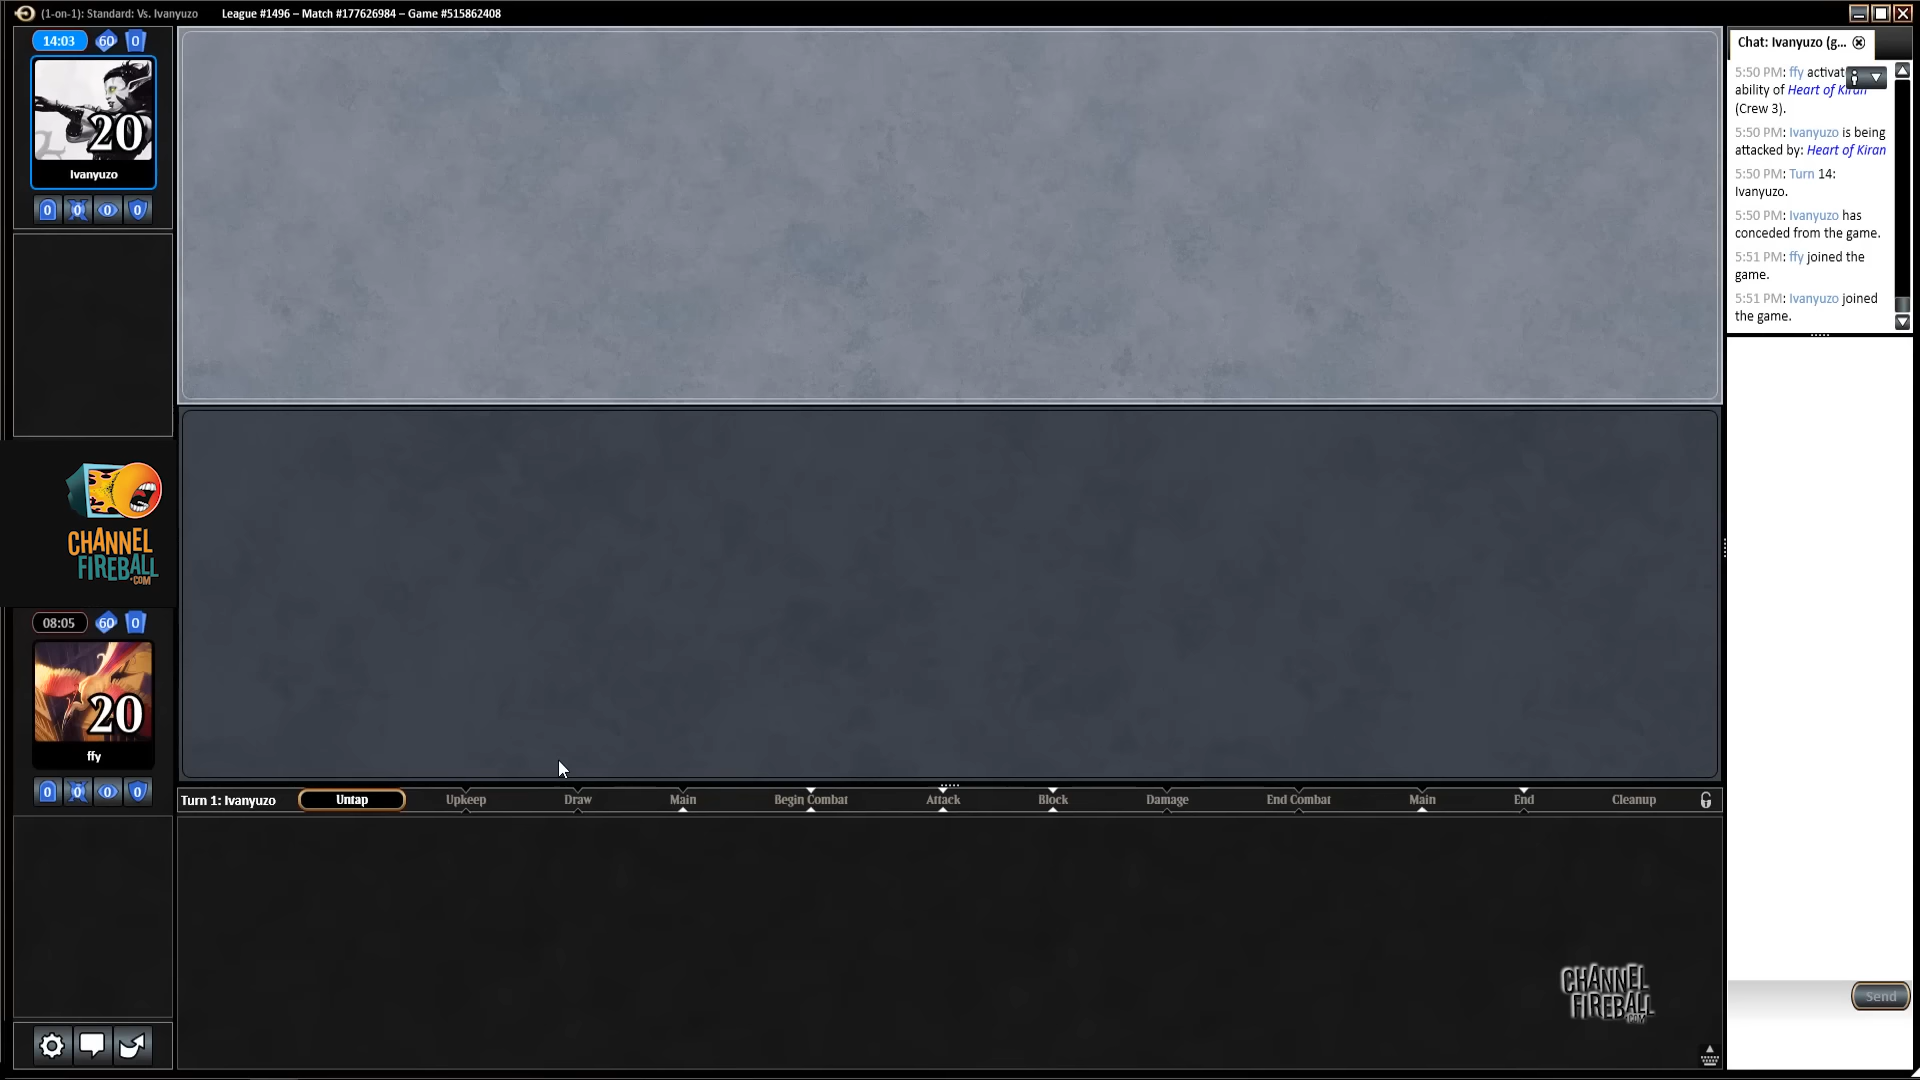 (1-on-1): Standard: Vs. Ivanyuzo
League #1496 – Match #177626984 – Game #515862408
14:03 60 0
20
Ivanyuzo
0 0 0 0
CHANNEL
FIREBALL
.COM
08:05 60 0
20
ffy
0 0 0 0
Turn 1: Ivanyuzo
Untap
Upkeep
Draw
Main
Begin Combat
Attack
Block
Damage
End Combat
Main
End
Cleanup
CHANNEL
FIREBALL
.COM
Chat: Ivanyuzo (g...
5:50 PM: ffy activat
ability of Heart of Kiran
(Crew 3).
5:50 PM: Ivanyuzo is being
attacked by: Heart of Kiran
5:50 PM: Turn 14:
Ivanyuzo.
5:50 PM: Ivanyuzo has
conceded from the game.
5:51 PM: ffy joined the
game.
5:51 PM: Ivanyuzo joined
the game.
Send